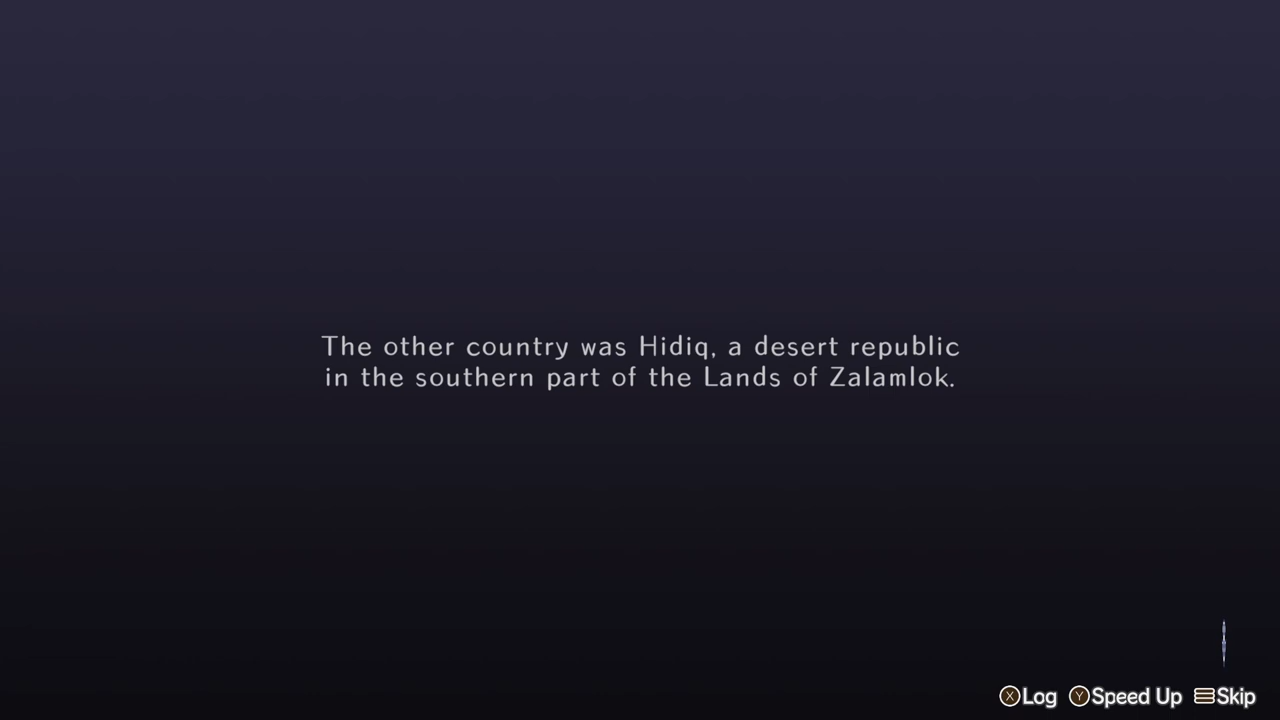 The other country was Hidiq, a desert republic
in the southern part of the Lands of Zalamlok.
X Log Y Speed Up Skip